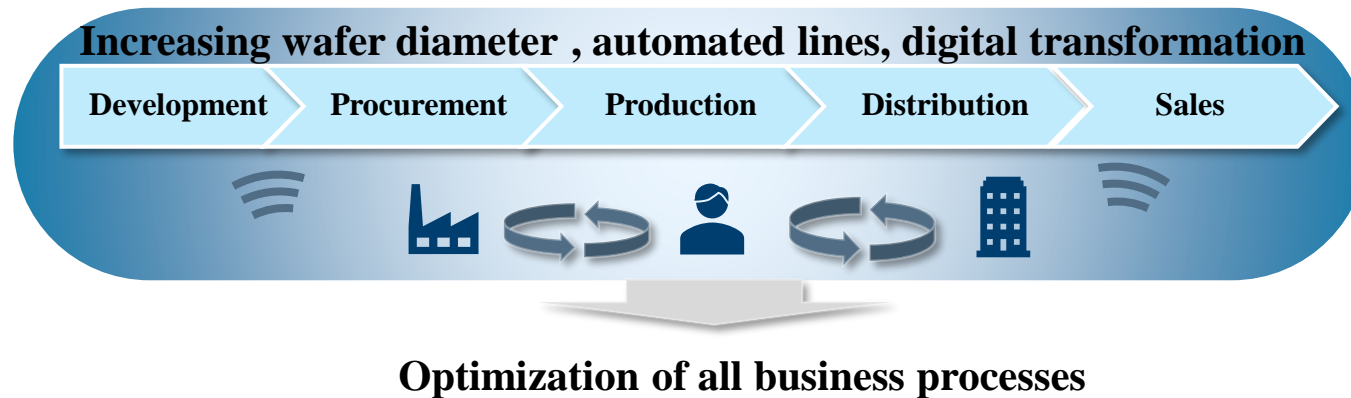 Increasing wafer diameter , automated lines, digital transformation
Development Procurement Production Distribution Sales
Optimization of all business processes